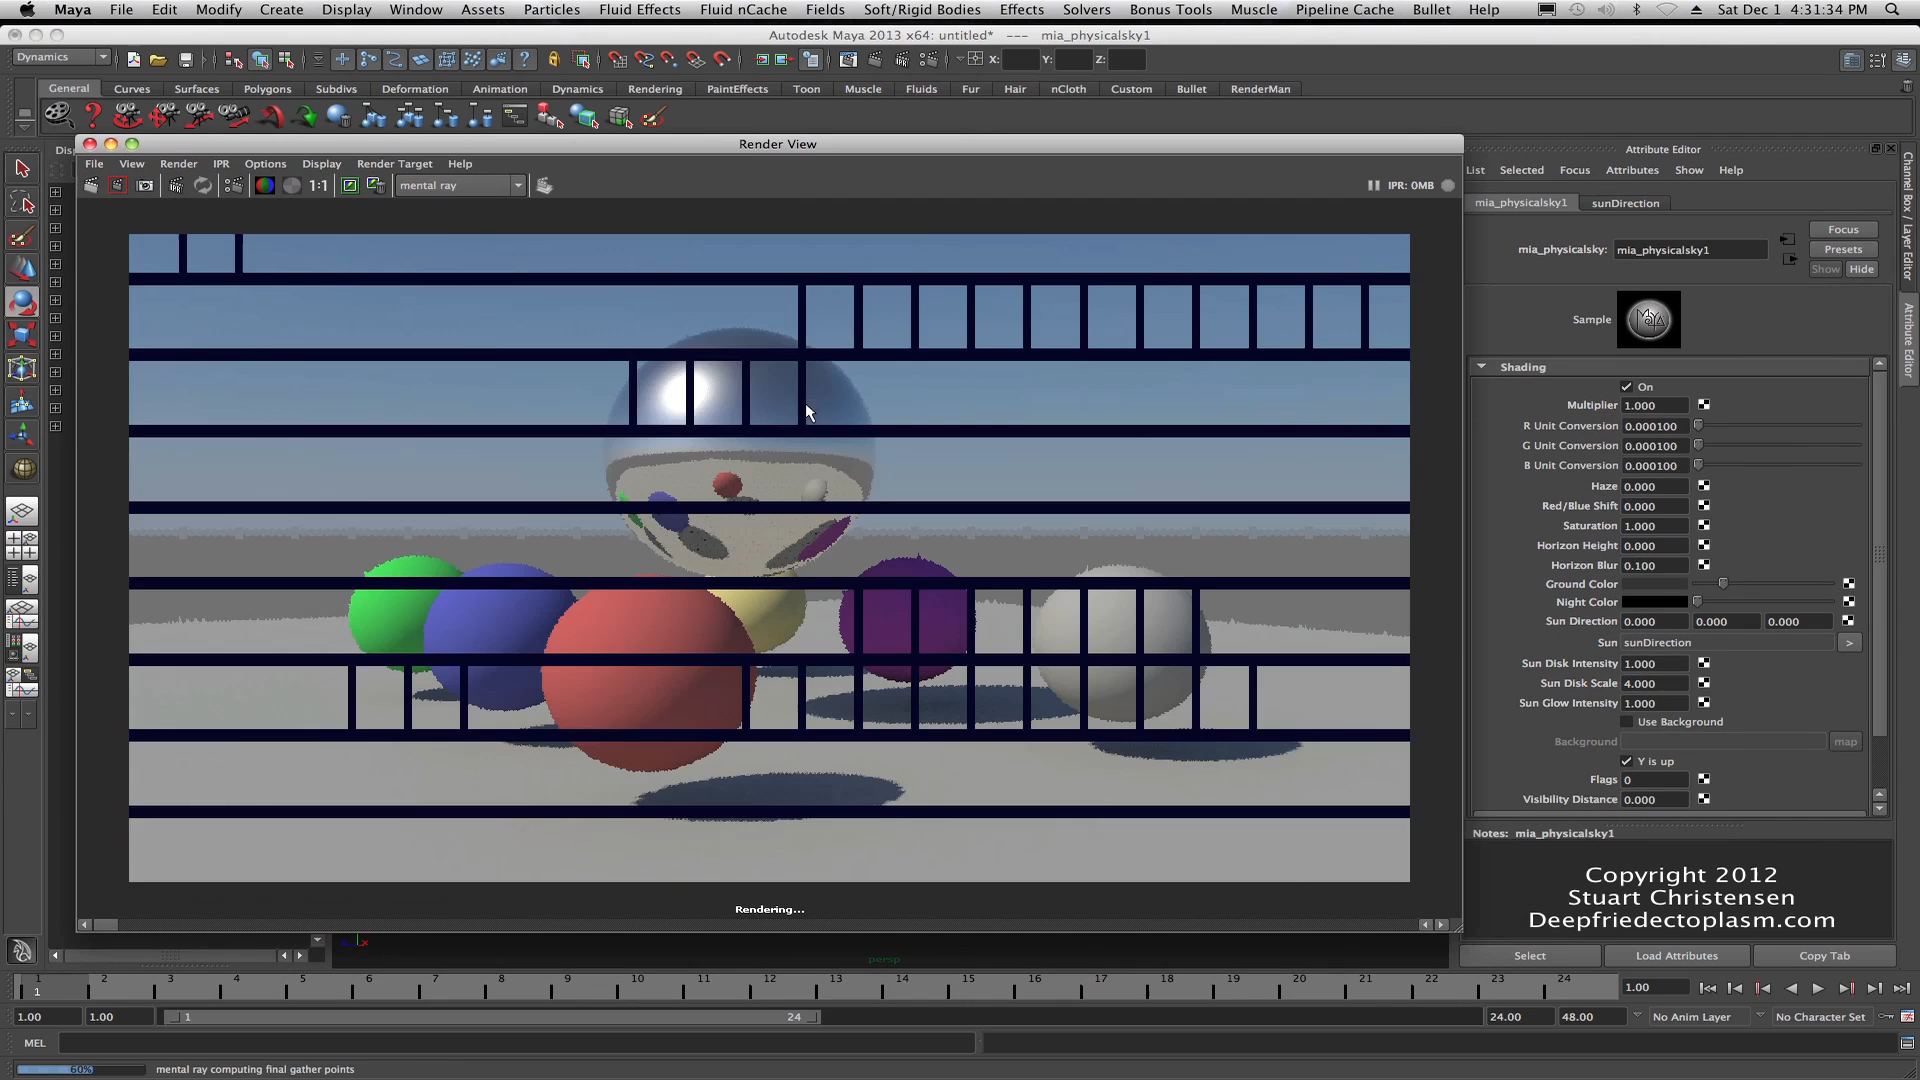 Maya File Edit Modify Create Display Window Assets Particles Fluid Effects Fluid nCache Fields Soft/Rigid Bodies Effects Solvers Bonus Tools Muscle Pipeline Cache Bullet Help Sat Dec 1 4:31:34 PM
Autodesk Maya 2013 x64: untitled* --- mia_physicalsky1
Dynamics X: Y: Z:
General Curves Surfaces Polygons Subdivs Deformation Animation Dynamics Rendering PaintEffects Toon Muscle Fluids Fur Hair nCloth Custom Bullet RenderMan
Render View
File View Render IPR Options Display Render Target Help
1:1 mental ray IPR: 0MB
Rendering...
persp
Attribute Editor
List Selected Focus Attributes Show Help
mia_physicalsky1 sunDirection
Focus
mia_physicalsky: mia_physicalsky1
Presets
Show Hide
Sample
Shading
On
Multiplier 1.000
R Unit Conversion 0.000100
G Unit Conversion 0.000100
B Unit Conversion 0.000100
Haze 0.000
Red/Blue Shift 0.000
Saturation 1.000
Horizon Height 0.000
Horizon Blur 0.100
Ground Color
Night Color
Sun Direction 0.000 0.000 0.000
Sun sunDirection >
Sun Disk Intensity 1.000
Sun Disk Scale 4.000
Sun Glow Intensity 1.000
Use Background
Background map
Y is up
Flags 0
Visibility Distance 0.000
Notes: mia_physicalsky1
Copyright 2012
Stuart Christensen
Deepfriedectoplasm.com
Select Load Attributes Copy Tab
Channel Box / Layer Editor
Attribute Editor
1 2 3 4 5 6 7 8 9 10 11 12 13 14 15 16 17 18 19 20 21 22 23 24
1 1.00
1.00 1.00 1 24 24.00 48.00 No Anim Layer No Character Set
MEL
60% mental ray computing final gather points